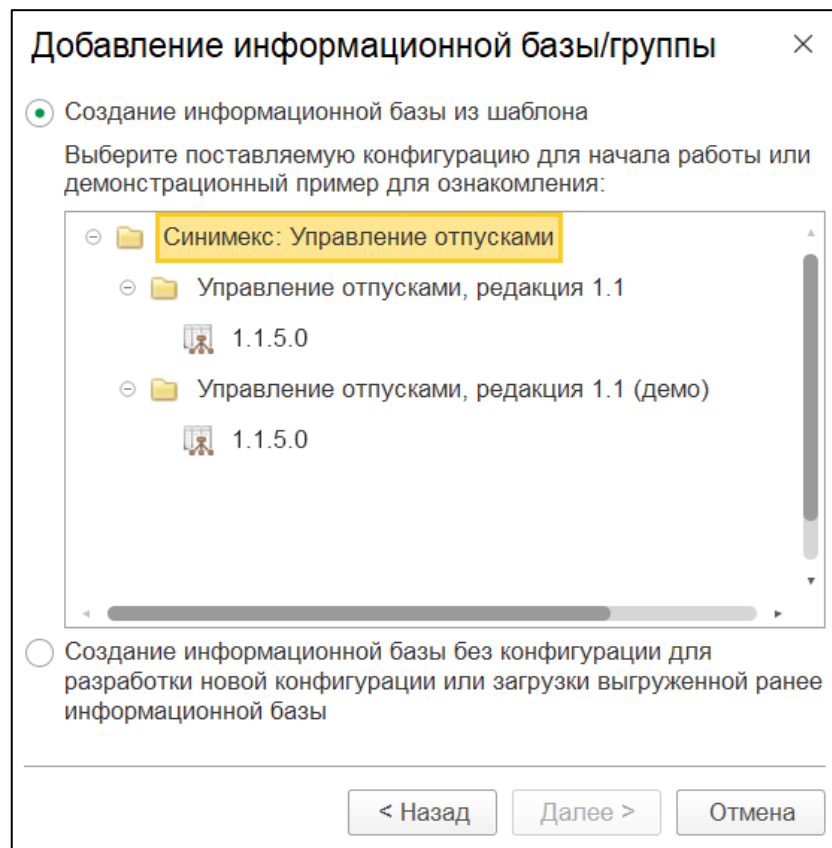 Добавление информационной базы/группы
Создание информационной базы из шаблона
Выберите поставляемую конфигурацию для начала работы или
демонстрационный пример для ознакомления:
Синимекс: Управление отпусками
Управление отпусками, редакция 1.1
1.1.5.0
Управление отпусками, редакция 1.1 (демо)
1.1.5.0
Создание информационной базы без конфигурации для
разработки новой конфигурации или загрузки выгруженной ранее
информационной базы
< Назад
Далее >
Отмена